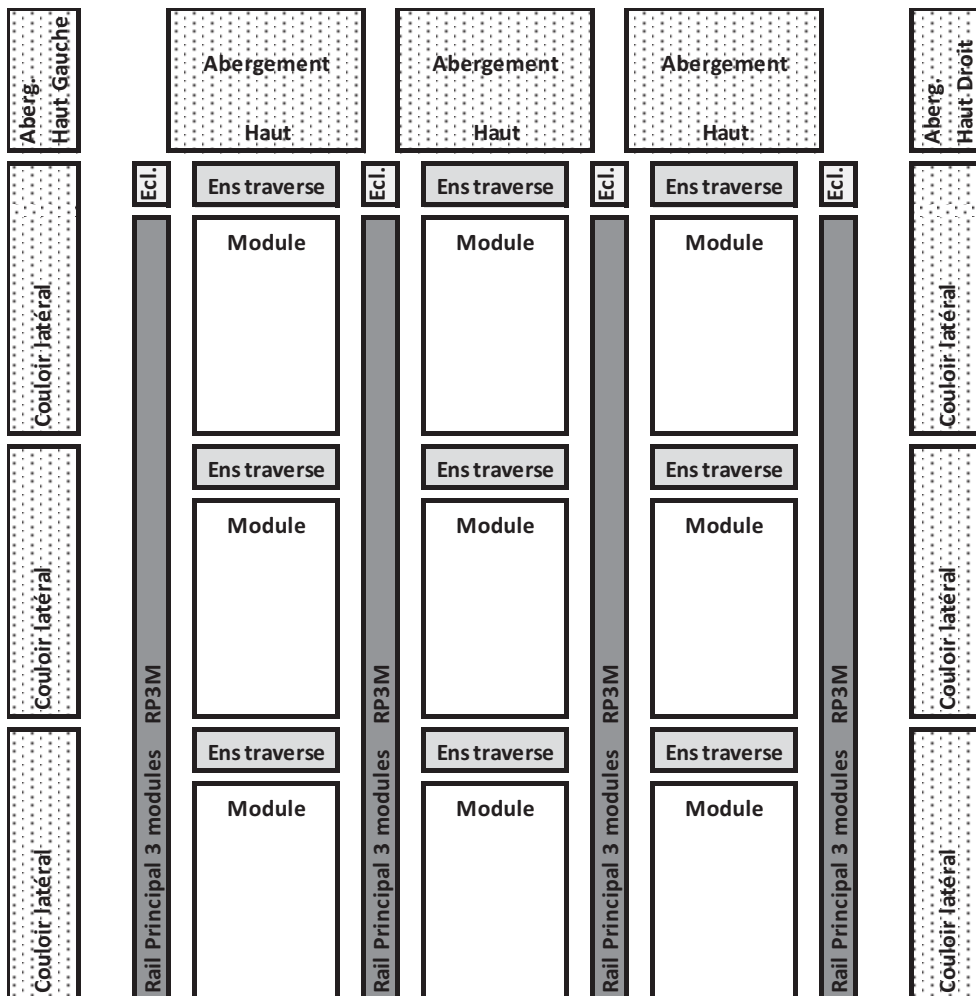 Aberg.
Haut Gauche
Abergement
Haut
Abergement
Haut
Abergement
Haut
Aberg,
Haut Droit
Ecl.
Ens traverse
Ecl.
Ens traverse
Ecl.
Ens traverse
Ecl.
Couloir latéral
Module
Module
Module
Couloir latéral
Ens traverse
Ens traverse
Ens traverse
Couloir latéral
Module
Module
Module
Couloir latéral
Ens traverse
Ens traverse
Ens traverse
Couloir latéral
Rail Principal 3 modules RP3M
Module
Rail Principal 3 modules RP3M
Module
Rail Principal 3 modules RP3M
Module
Rail Principal 3 modules RP3M
Couloir latéral